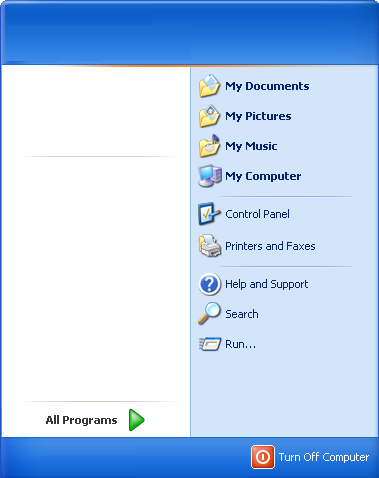 My Documents
My Pictures
My Music
My Computer
Control Panel
Printers and Faxes
Help and Support
Search
Run...
All Programs
Turn Off Computer